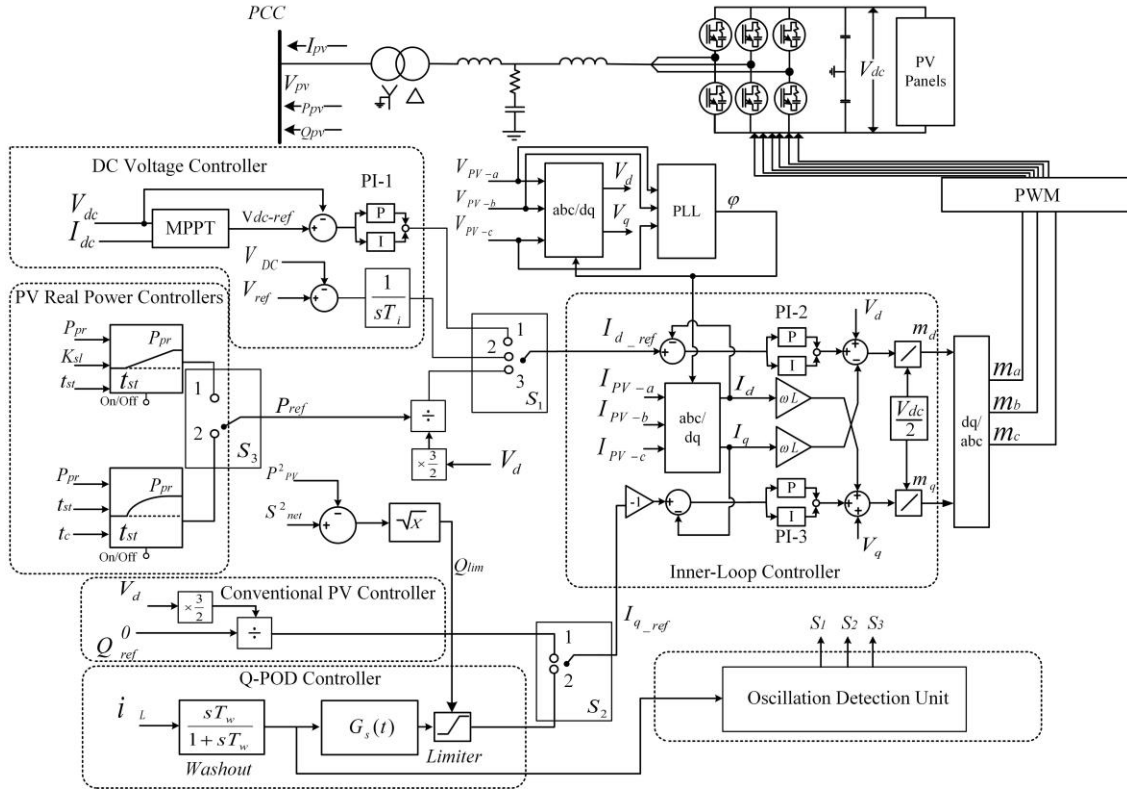 PCC
I_pv
V_pv
P_pv
Q_pv
V_dc
PV
Panels
PWM
DC Voltage Controller
V_dc
I_dc
MPPT
V_dc-ref
+
-
PI-1
P
I
V_DC
V_ref
+
-
1
sT_i
V_PV-a
V_PV-b
V_PV-c
abc/dq
V_d
V_q
PLL
φ
PV Real Power Controllers
P_pr
K_sl
t_st
P_pr
t_st
On/Off
P_pr
t_st
t_c
P_pr
t_st
On/Off
1
2
S_3
P_ref
÷
×3/2
V_d
1
2
3
S_1
I_d_ref
+
-
PI-2
P
I
V_d
+
+
-
m_d
I_PV-a
I_PV-b
I_PV-c
abc/
dq
I_d
I_q
ωL
ωL
V_dc
2
-1
+
-
P
I
PI-3
+
+
+
V_q
m_q
dq/
abc
m_a
m_b
m_c
Inner-Loop Controller
P²_PV
S²_net
+
-
√x
Q_lim
Conventional PV Controller
V_d
×3/2
÷
0
Q_ref
1
2
S_2
I_q_ref
Q-POD Controller
i_L
sT_w
1+sT_w
Washout
G_s(t)
Limiter
S_1
S_2
S_3
Oscillation Detection Unit